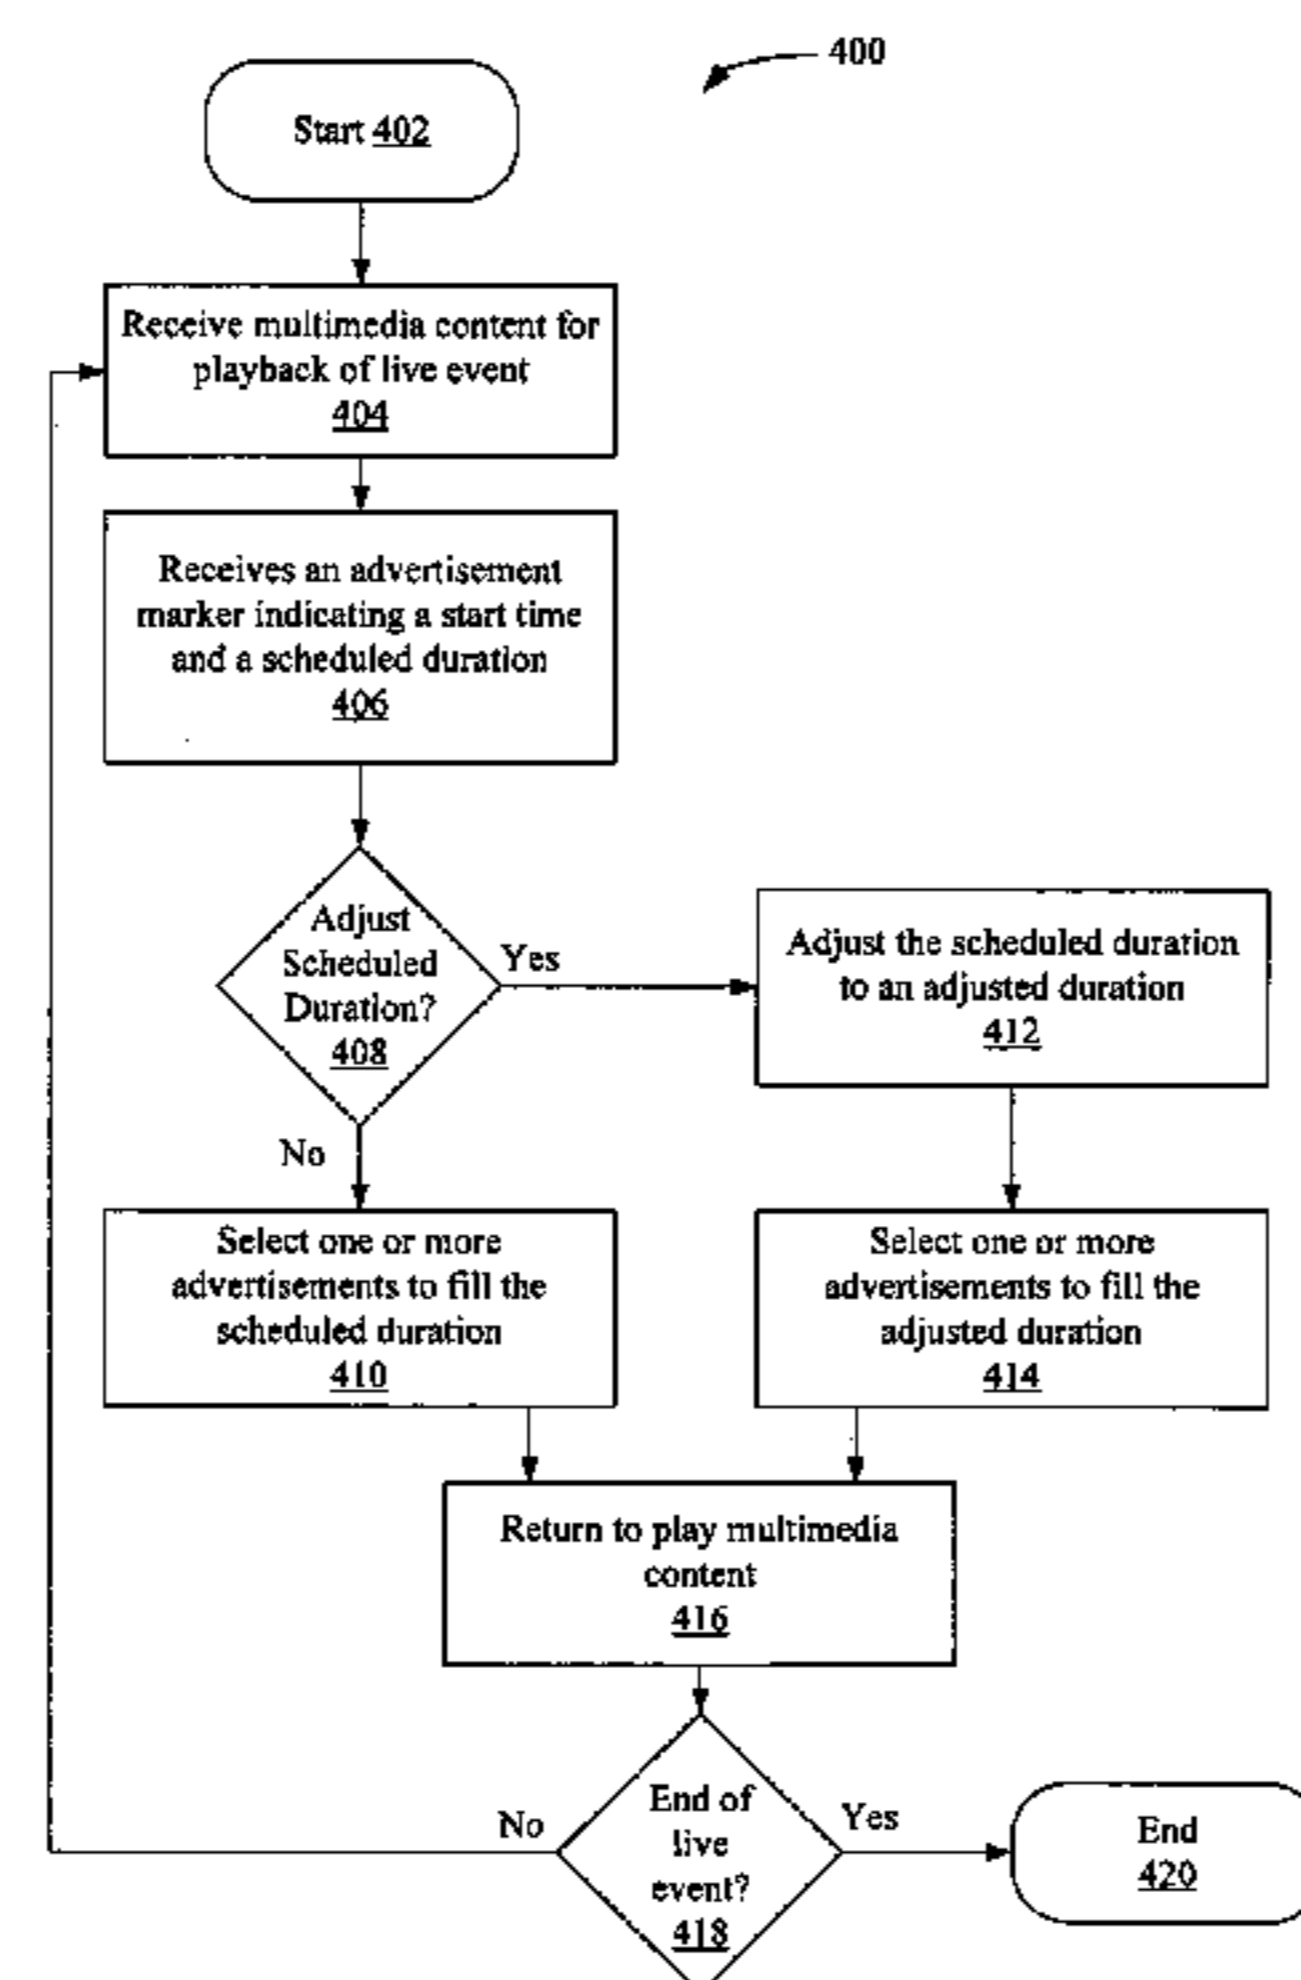 400
Start 402
Receive multimedia content for
playback of live event
404
Receives an advertisement
marker indicating a start time
and a scheduled duration
406
Adjust
Scheduled
Duration?
408
Yes
Adjust the scheduled duration
to an adjusted duration
412
No
Select one or more
advertisements to fill the
scheduled duration
410
Select one or more
advertisements to fill the
adjusted duration
414
Return to play multimedia
content
416
End of
live
event?
418
No
Yes
End
420